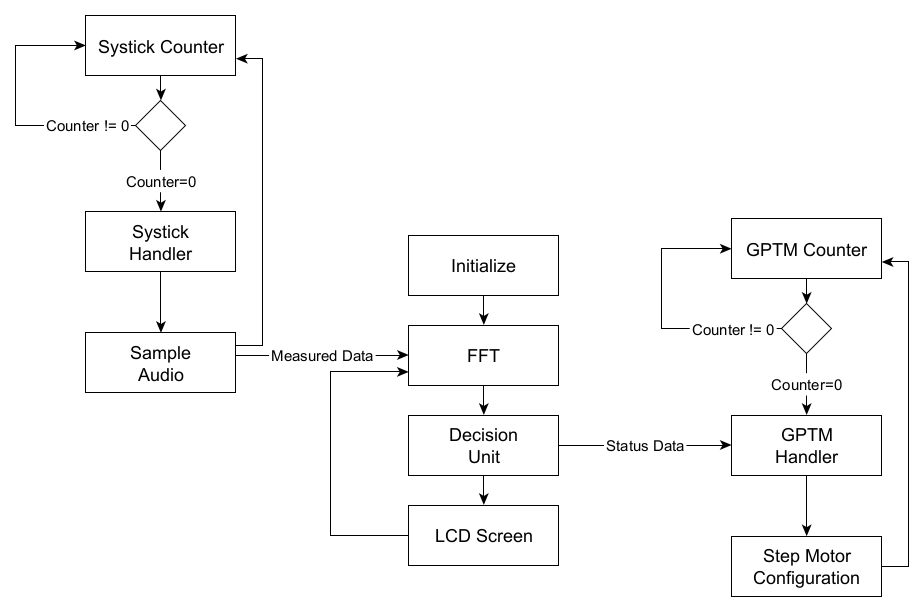 Systick Counter
Counter != 0
Counter=0
Systick
Handler
Sample
Audio
Measured Data
Initialize
FFT
Decision
Unit
LCD Screen
Status Data
GPTM Counter
Counter != 0
Counter=0
GPTM
Handler
Step Motor
Configuration